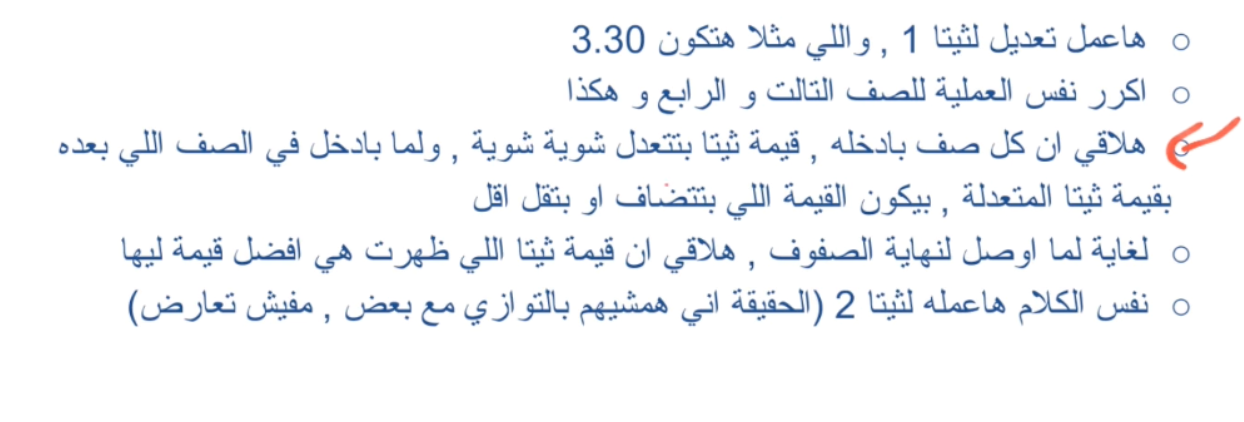 ○ هاعمل تعديل لثيتا 1 , واللي مثلا هتكون 3.30
○ اكرر نفس العملية للصف التالت و الرابع و هكذا
○ هلاقي ان كل صف بادخله , قيمة ثيتا بتتعدل شوية شوية , ولما بادخل في الصف اللي بعده
بقيمة ثيتا المتعدلة , بيكون القيمة اللي بتتضاف او بتقل اقل
○ لغاية لما اوصل لنهاية الصفوف , هلاقي ان قيمة ثيتا اللي ظهرت هي افضل قيمة ليها
○ نفس الكلام هاعمله لثيتا 2 (الحقيقة اني همشيهم بالتوازي مع بعض , مفيش تعارض)